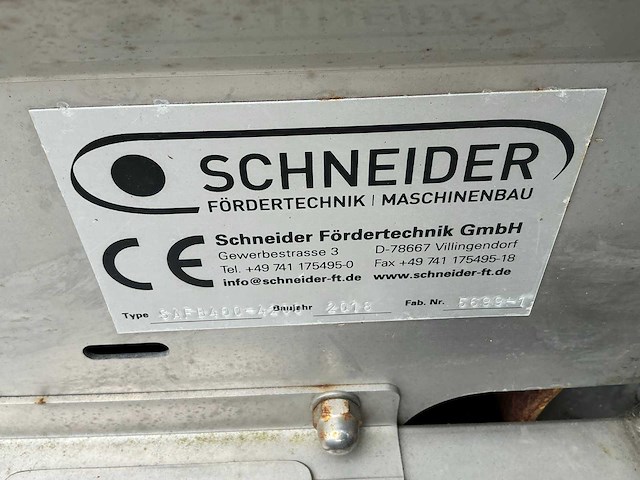 SCHNEIDER
FÖRDERTECHNIK | MASCHINENBAU
CE
Schneider Fördertechnik GmbH
Gewerbestrasse 3 D-78667 Villingendorf
Tel. +49 741 175495-0 Fax +49 741 175495-18
info@schneider-ft.de www.schneider-ft.de
Type Baujahr Fab. Nr.